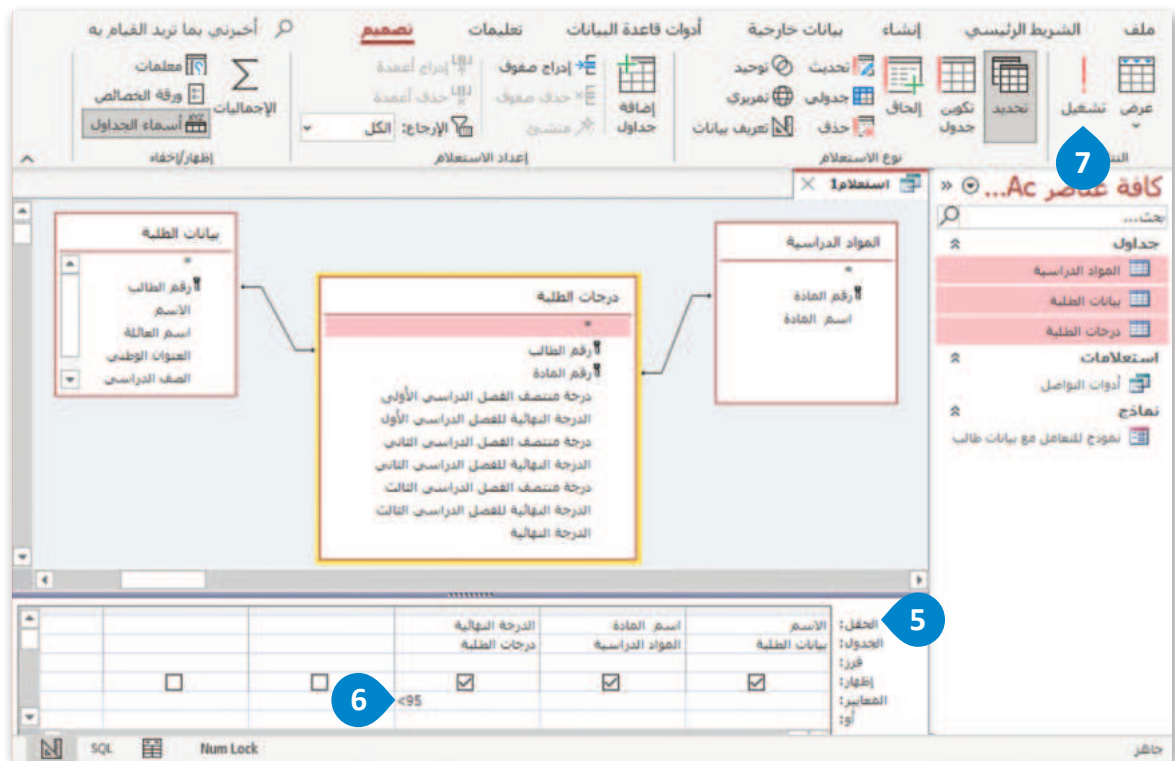 ملف الشريط الرئيسي إنشاء بيانات خارجية أدوات قاعدة البيانات تعليمات تصميم أخبرني بما تريد القيام به
عرض
تشغيل
تحديد
تكوين جدول
إلحاق
تحديث
جدولي
حذف
توحيد
تمريري
تعريف بيانات
إضافة جداول
إدراج صفوف
حذف صفوف
منشئ
إدراج أعمدة
حذف أعمدة
الإرجاع: الكل
الإجماليات
معلمات
ورقة الخصائص
أسماء الجداول
نوع الاستعلام
إعداد الاستعلام
إظهار/إخفاء
7
كافة عناصر Ac...
بحث...
جداول
المواد الدراسية
بيانات الطلبة
درجات الطلبة
استعلامات
أدوات التواصل
نماذج
نموذج للتعامل مع بيانات طالب
استعلام1
المواد الدراسية
*
رقم المادة
اسم المادة
درجات الطلبة
*
رقم الطالب
رقم المادة
درجة منتصف الفصل الدراسي الأولى
الدرجة النهائية للفصل الدراسي الأول
درجة منتصف الفصل الدراسي الثاني
الدرجة النهائية للفصل الدراسي الثاني
درجة منتصف الفصل الدراسي الثالث
الدرجة النهائية للفصل الدراسي الثالث
الدرجة النهائية
بيانات الطلبة
*
رقم الطالب
الاسم
اسم العائلة
العنوان الوطني
الصف الدراسي
5
الحقل: الاسم اسم المادة الدرجة النهائية
الجدول: بيانات الطلبة المواد الدراسية درجات الطلبة
فرز:
إظهار:
المعايير: <95
أو:
6
جاهز
Num Lock
SQL